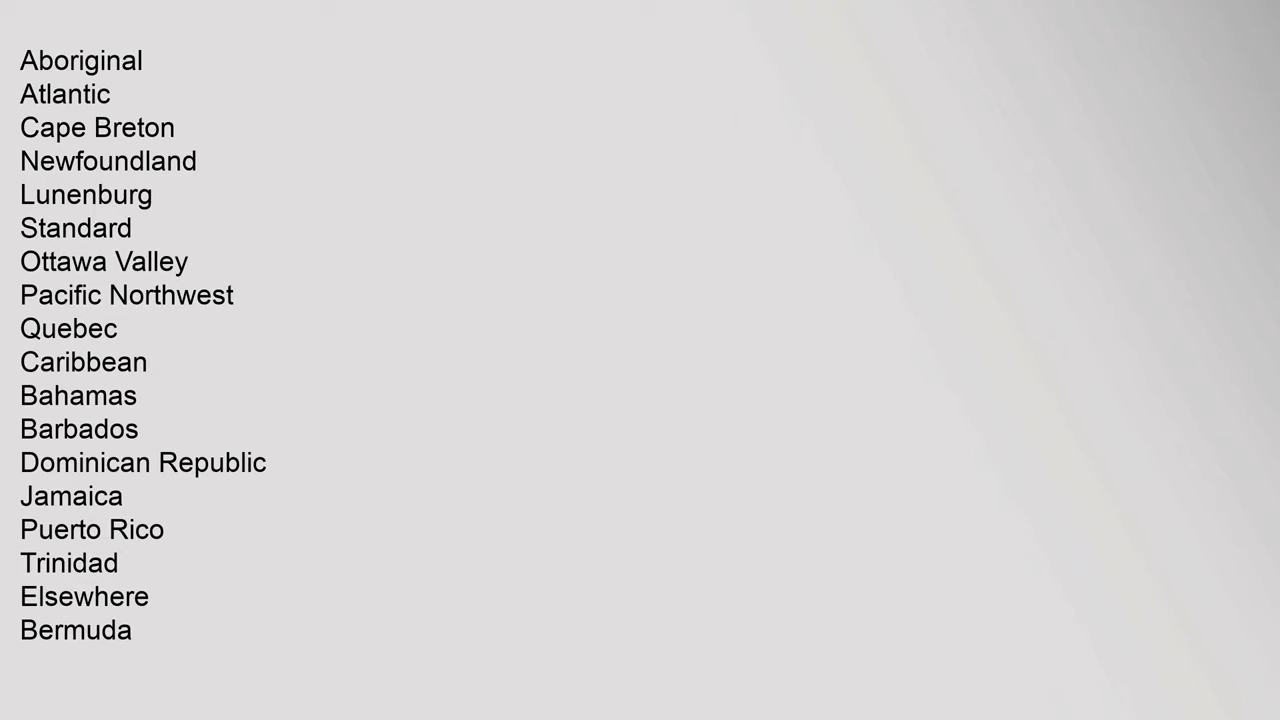 Aboriginal
Atlantic
Cape Breton
Newfoundland
Lunenburg
Standard
Ottawa Valley
Pacific Northwest
Quebec
Caribbean
Bahamas
Barbados
Dominican Republic
Jamaica
Puerto Rico
Trinidad
Elsewhere
Bermuda